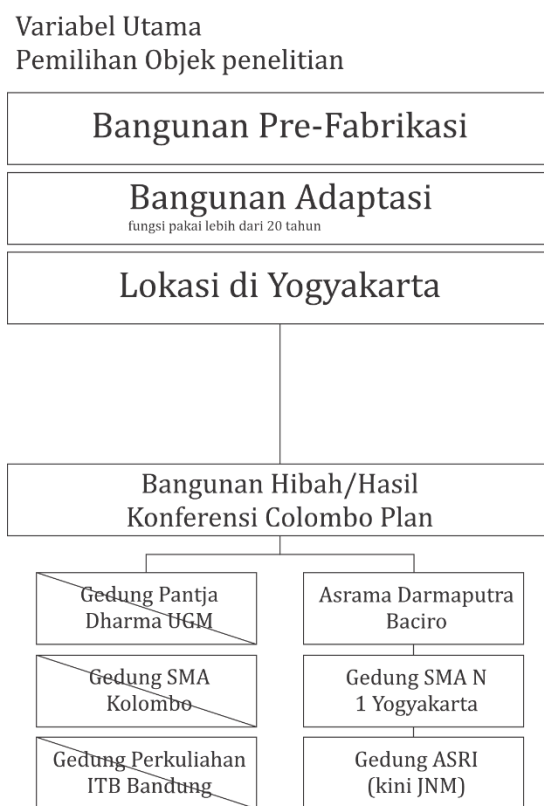 Variabel Utama
Pemilihan Objek penelitian
Bangunan Pre-Fabrikasi
Bangunan Adaptasi
fungsi pakai lebih dari 20 tahun
Lokasi di Yogyakarta
Bangunan Hibah/Hasil
Konferensi Colombo Plan
Gedung Pantja
Dharma UGM
Gedung SMA
Kolombo
Gedung Perkuliahan
ITB Bandung
Asrama Darmaputra
Baciro
Gedung SMA N
1 Yogyakarta
Gedung ASRI
(kini JNM)